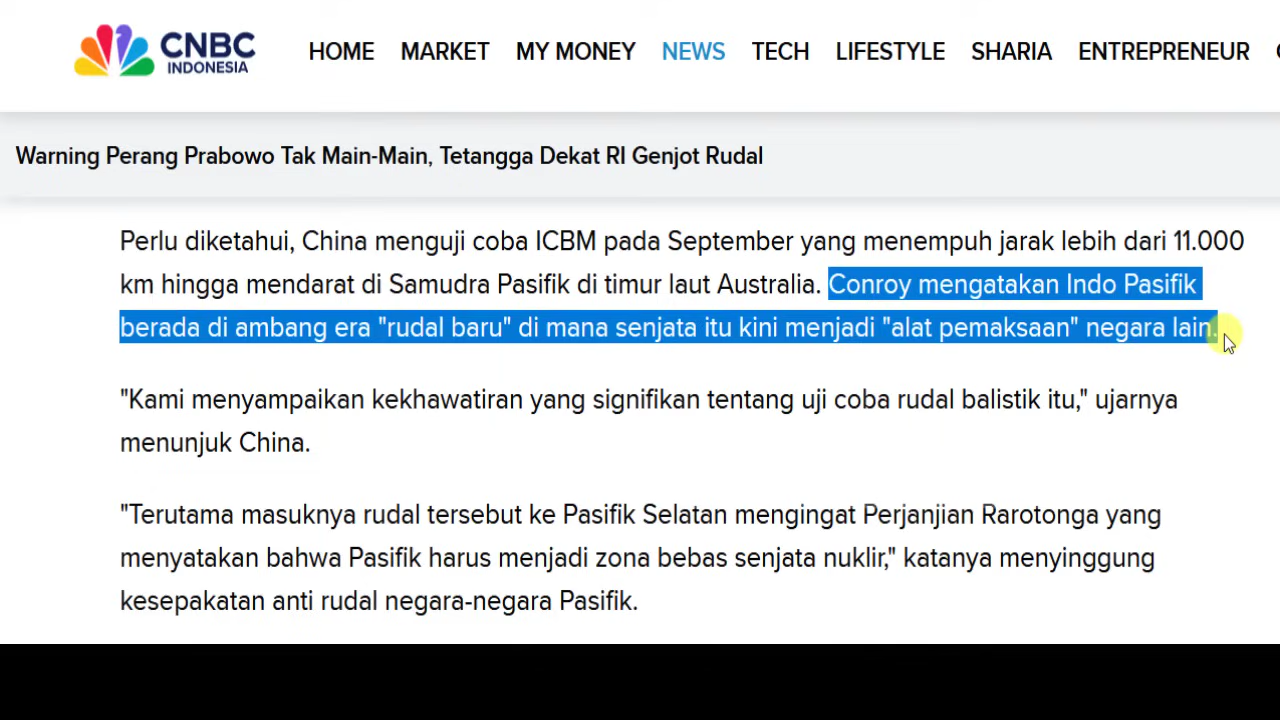 CNBC
INDONESIA
HOME MARKET MY MONEY NEWS TECH LIFESTYLE SHARIA ENTREPRENEUR
Warning Perang Prabowo Tak Main-Main, Tetangga Dekat RI Genjot Rudal
Perlu diketahui, China menguji coba ICBM pada September yang menempuh jarak lebih dari 11.000
km hingga mendarat di Samudra Pasifik di timur laut Australia. Conroy mengatakan Indo Pasifik
berada di ambang era "rudal baru" di mana senjata itu kini menjadi "alat pemaksaan" negara lain.
"Kami menyampaikan kekhawatiran yang signifikan tentang uji coba rudal balistik itu," ujarnya
menunjuk China.
"Terutama masuknya rudal tersebut ke Pasifik Selatan mengingat Perjanjian Rarotonga yang
menyatakan bahwa Pasifik harus menjadi zona bebas senjata nuklir," katanya menyinggung
kesepakatan anti rudal negara-negara Pasifik.